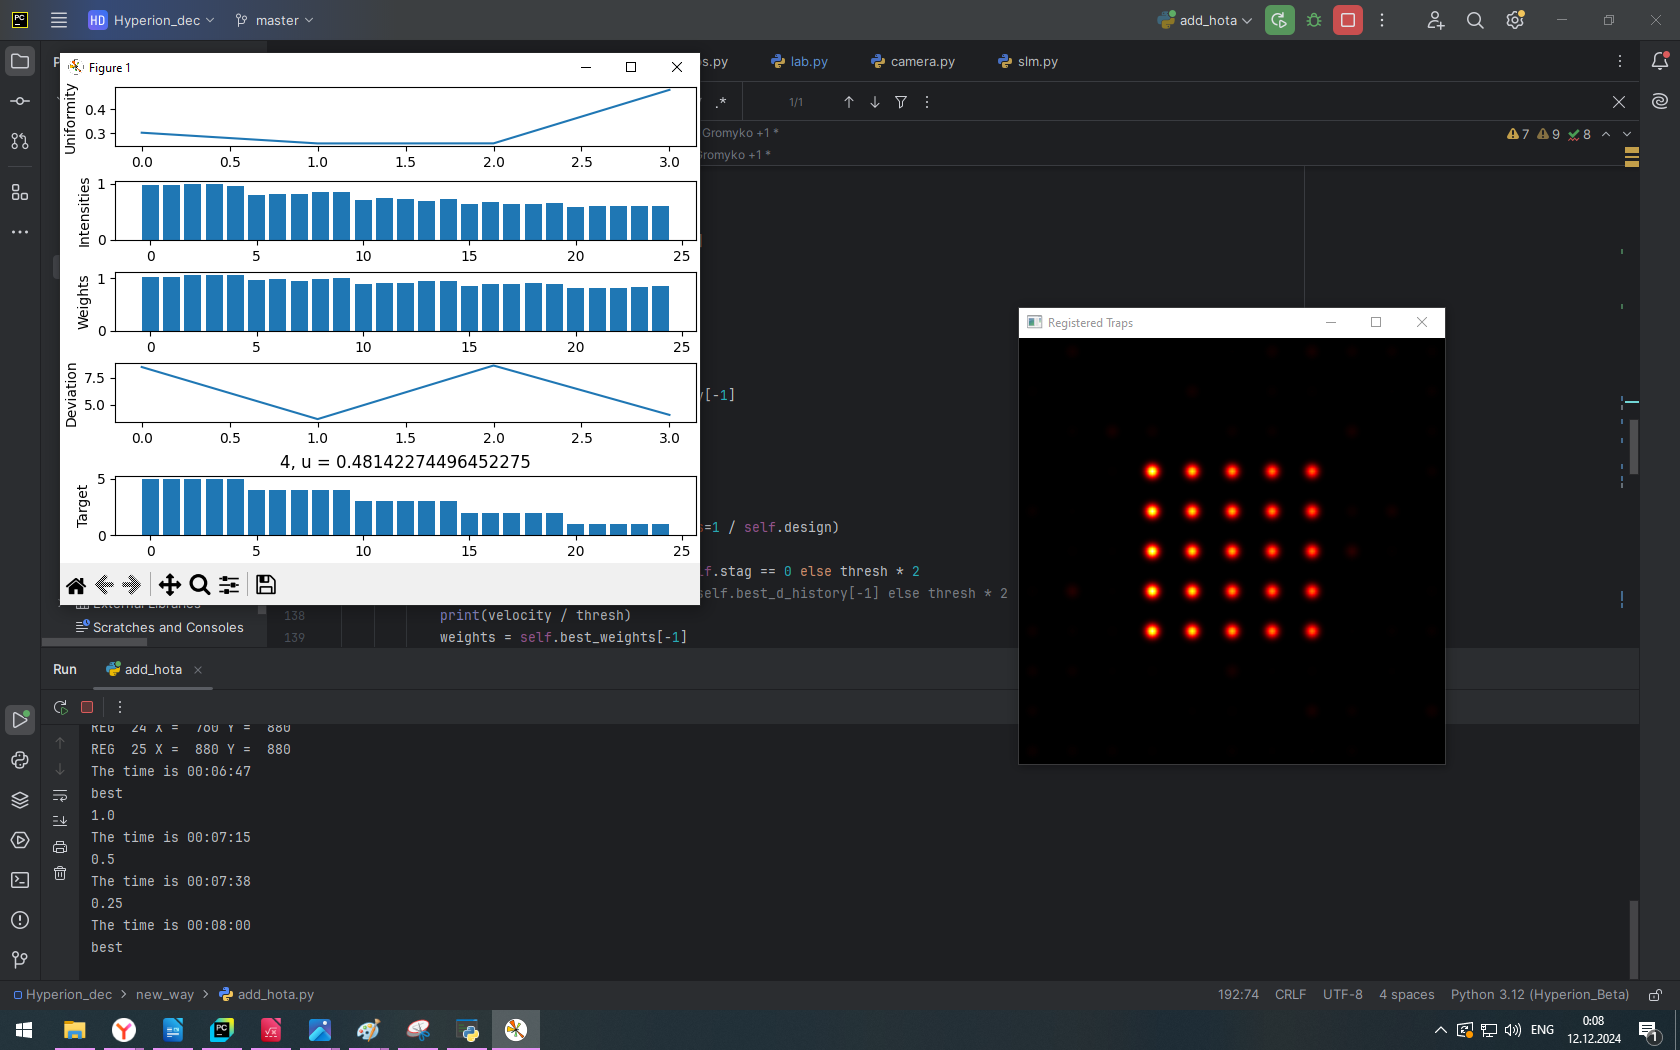 HD Hyperion_dec master add_hota
Figure 1
s.py lab.py camera.py slm.py
.* 1/1
Gromyko +1 *
7 9 8
Gromyko +1 *
Uniformity
0.4
0.3
0.0 0.5 1.0 1.5 2.0 2.5 3.0
Intensities
1
0
0 5 10 15 20 25
Weights
1
0
0 5 10 15 20 25
Deviation
7.5
5.0
0.0 0.5 1.0 1.5 2.0 2.5 3.0
4, u = 0.48142274496452275
Target
5
0
0 5 10 15 20 25
[-1]
=1 / self.design)
f.stag == 0 else thresh * 2
self.best_d_history[-1] else thresh * 2
138 print(velocity / thresh)
139 weights = self.best_weights[-1]
External Libraries
Scratches and Consoles
Registered Traps
Run add_hota
REG 24 X = 760 Y = 880
REG 25 X = 880 Y = 880
The time is 00:06:47
best
1.0
The time is 00:07:15
0.5
The time is 00:07:38
0.25
The time is 00:08:00
best
Hyperion_dec > new_way > add_hota.py
192:74 CRLF UTF-8 4 spaces Python 3.12 (Hyperion_Beta)
ENG
0:08
12.12.2024
1